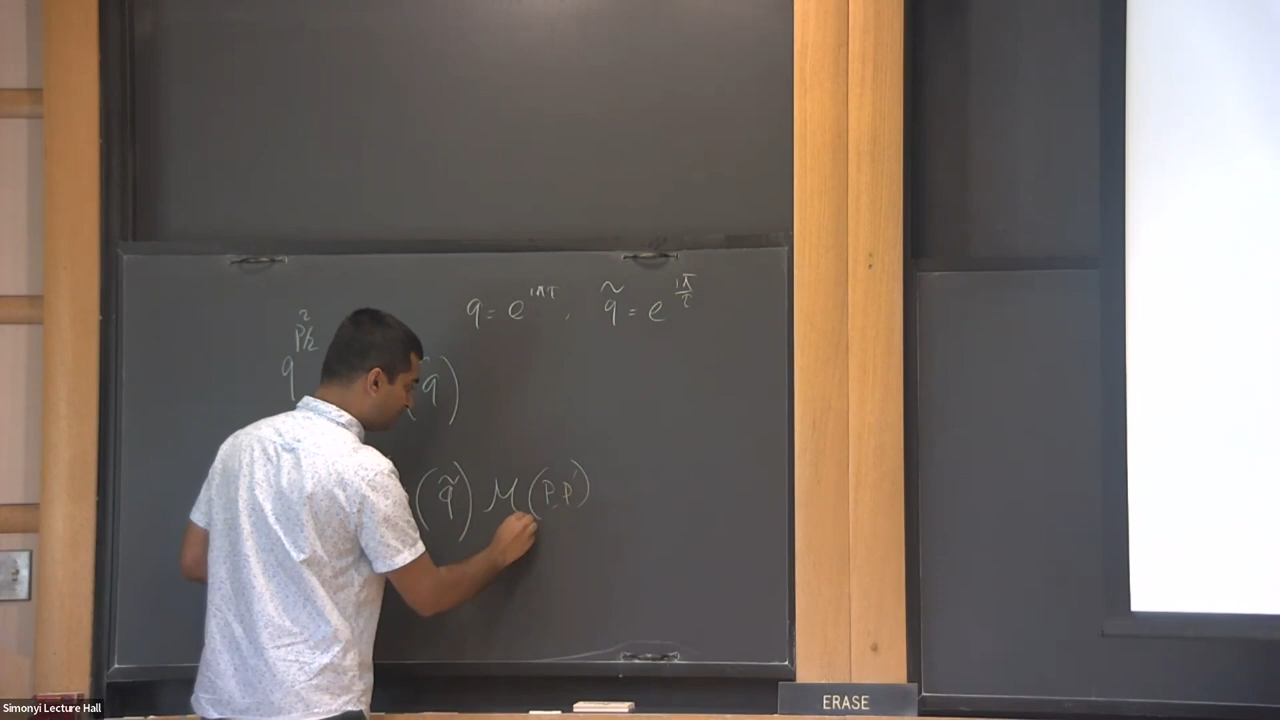 q = e^{iπτ}, q̃ = e^{iπ/τ}
q^{p²/2} q)
(q̃) M(p, p')
ERASE
Simonyi Lecture Hall